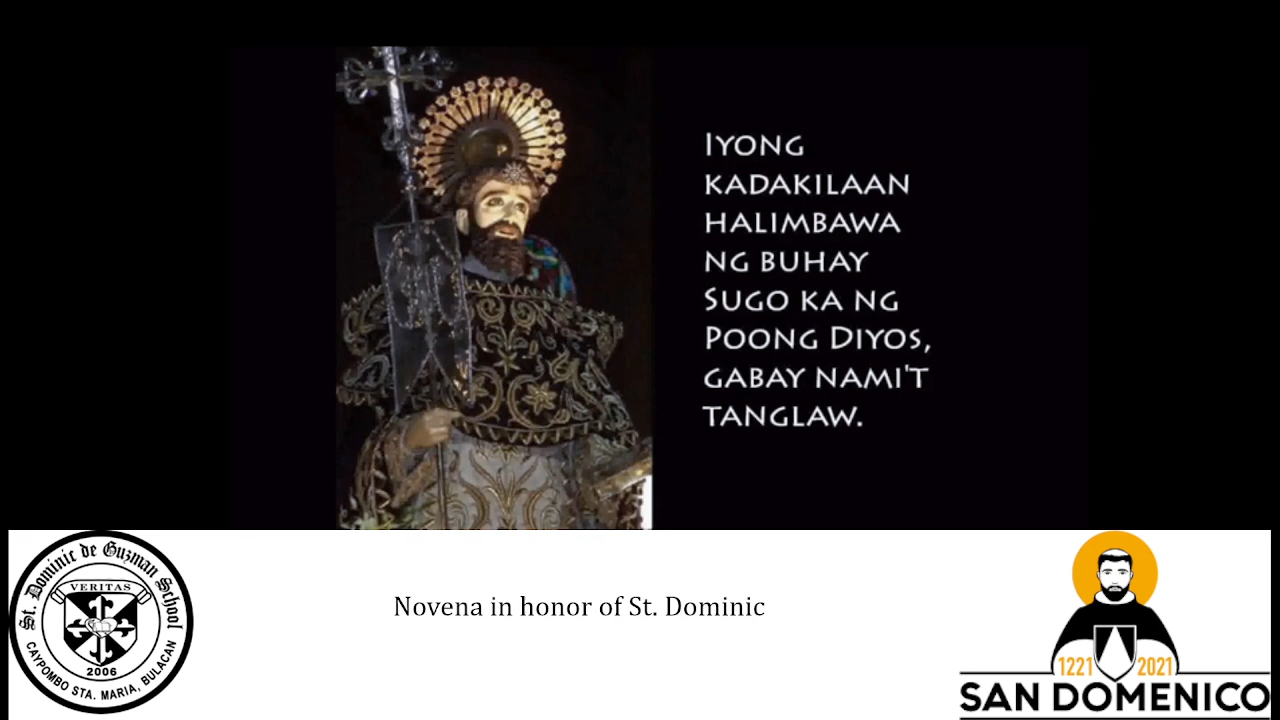 Iyong
kadakilaan
halimbawa
ng buhay
Sugo ka ng
Poong Diyos,
gabay nami't
tanglaw.
St. Dominic de Guzman School
VERITAS
2006
CAYPOMBO STA. MARIA, BULACAN
Novena in honor of St. Dominic
1221 2021
SAN DOMENICO